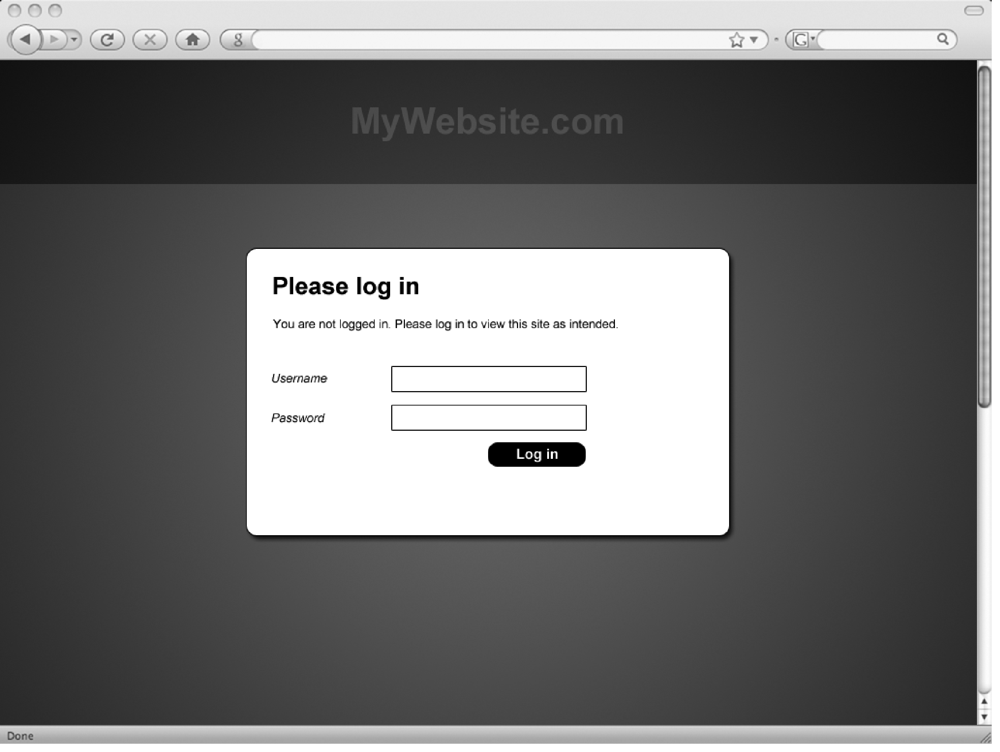 g
G
MyWebsite.com
Please log in
You are not logged in. Please log in to view this site as intended.
Username
Password
Log in
Done